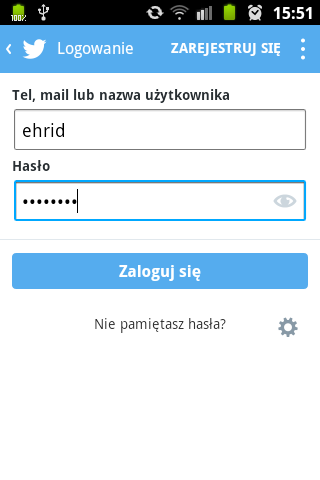 100%
15:51
Logowanie
ZAREJESTRUJ SIĘ
Tel, mail lub nazwa użytkownika
ehrid
Hasło
••••••••
Zaloguj się
Nie pamiętasz hasła?